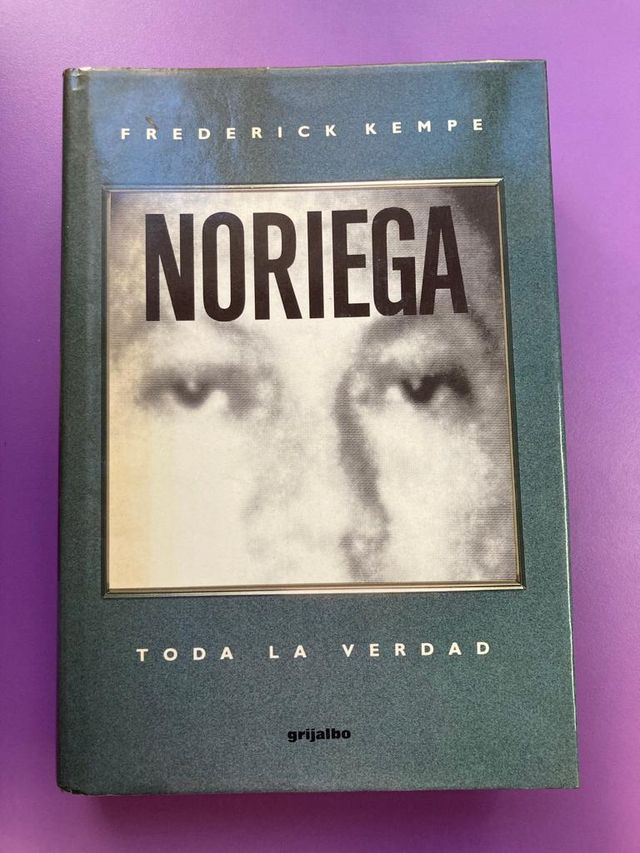 FREDERICK KEMPE
NORIEGA
TODA LA VERDAD
grijalbo